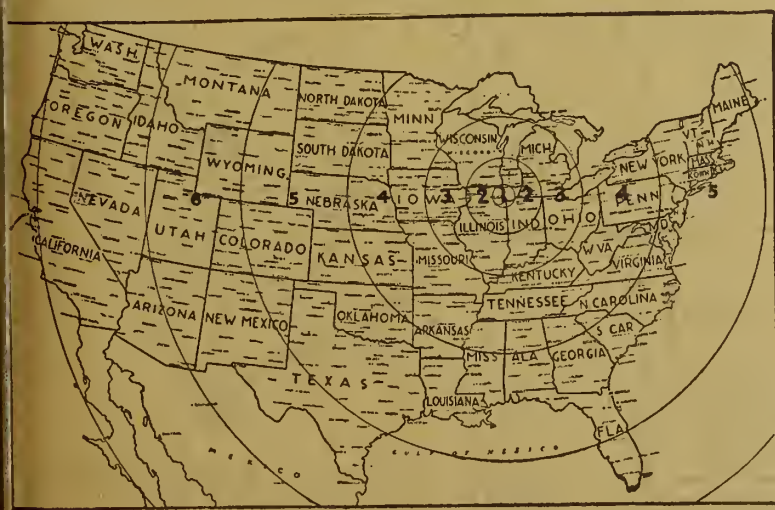 WASH.
MONTANA
NORTH DAKOTA
MINN
MAINE
OREGON
IDAHO
WISCONSIN
MICH.
VT.
N H
SOUTH DAKOTA
WYOMING
NEW YORK
MASS
CONN
6 5 4 3 2 1 2 3 4 5
NEBRASKA
IOWA
PENN
NEVADA
UTAH
COLORADO
ILLINOIS
IND.
OHIO
MD.
CALIFORNIA
KANSAS
MISSOURI
W VA.
VIRGINIA
KENTUCKY
ARIZONA
NEW MEXICO
OKLAHOMA
TENNESSEE
N CAROLINA
ARKANSAS
S CAR
TEXAS
MISS
ALA
GEORGIA
LOUISIANA
FLA
MEXICO
GULF OF MEXICO